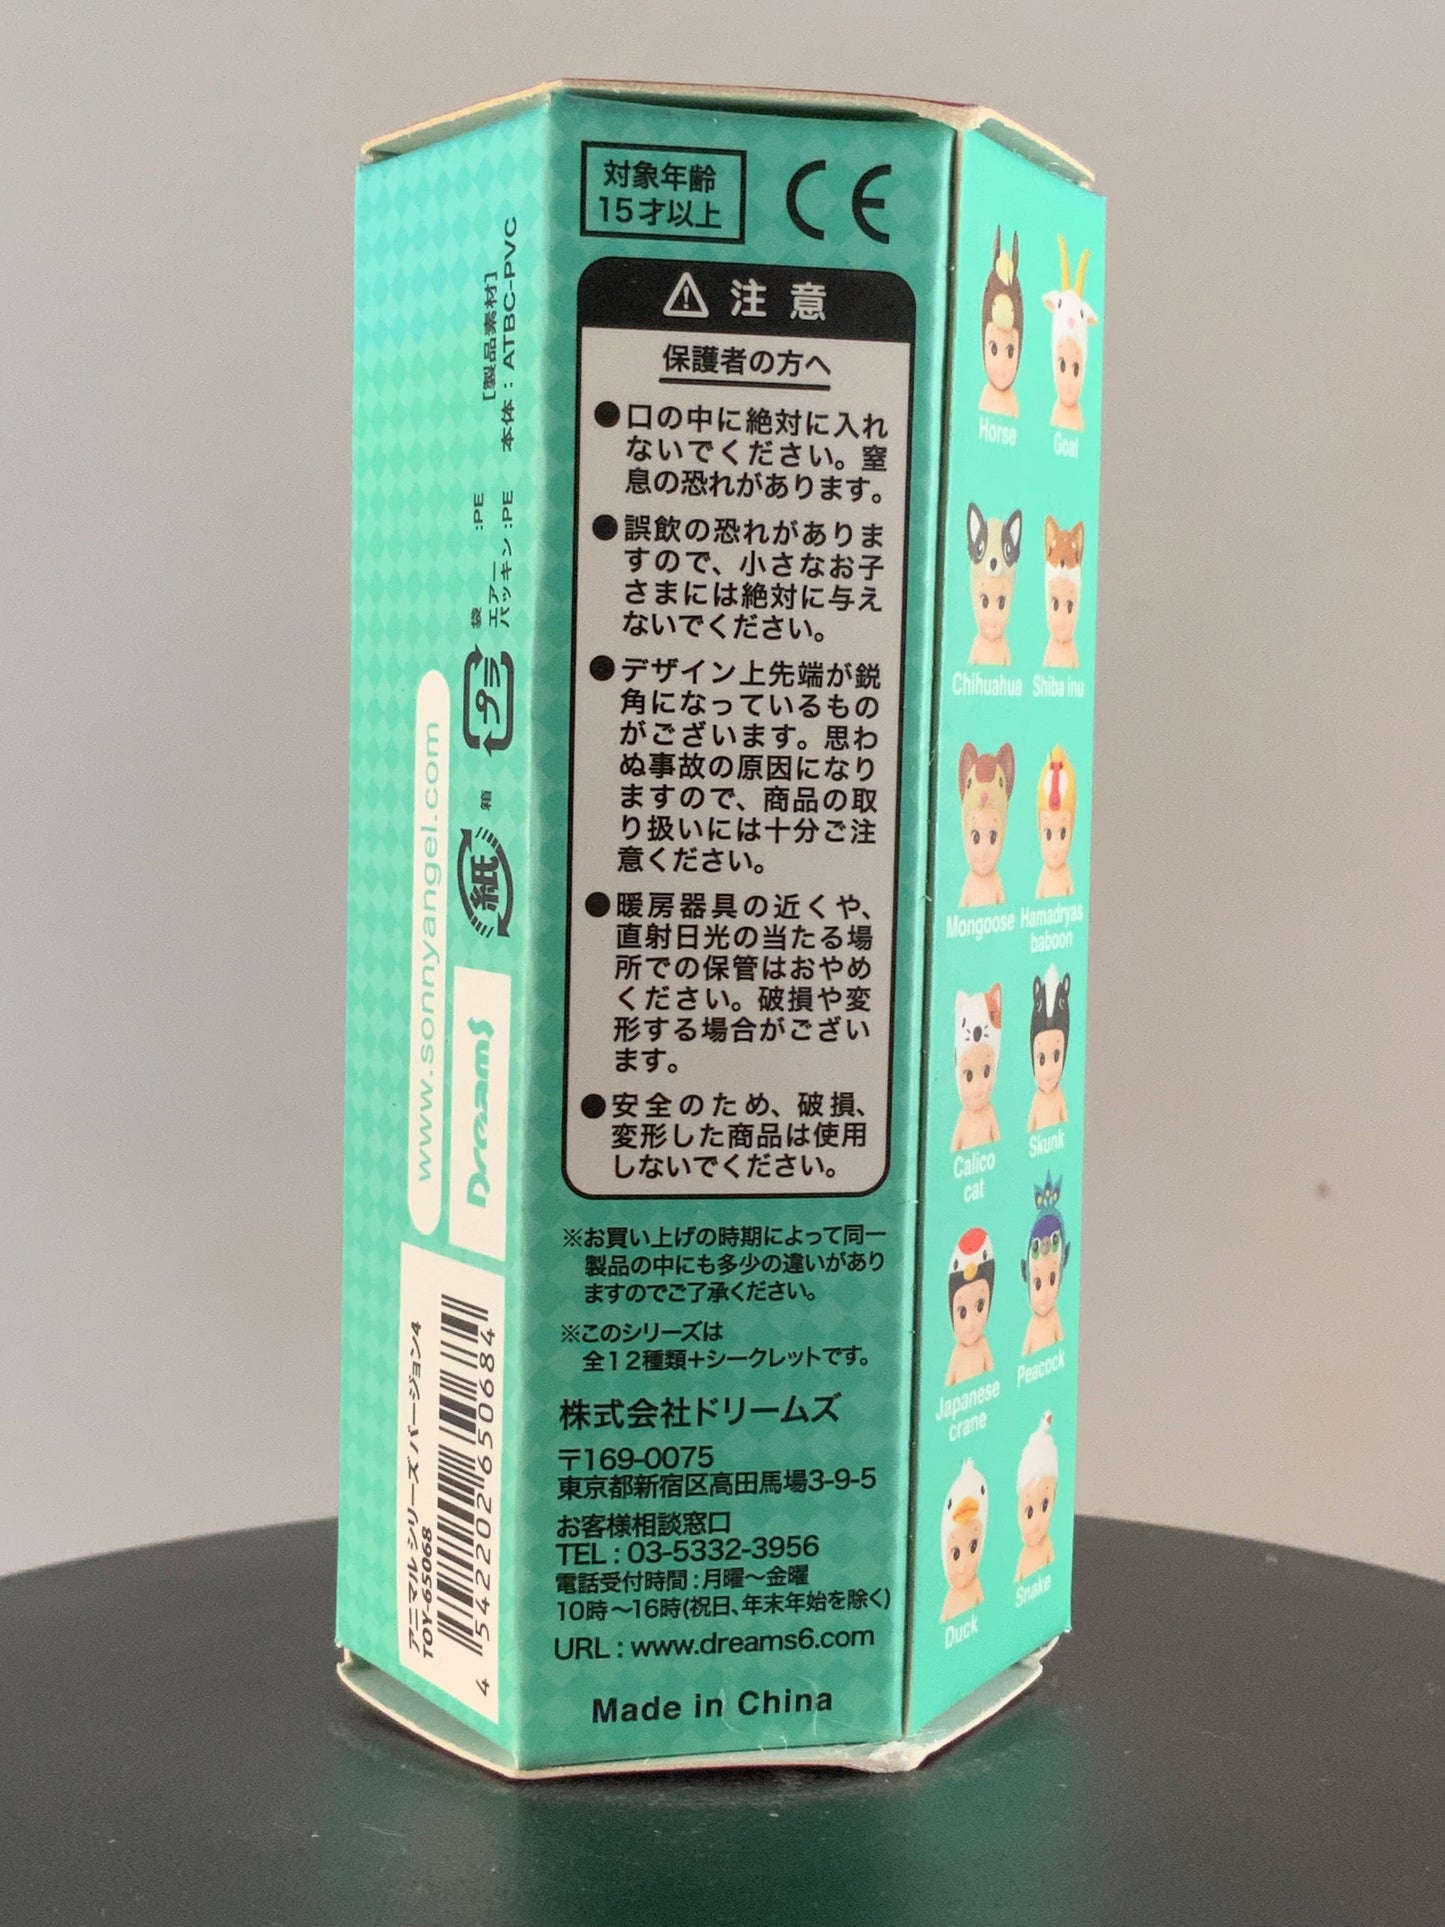 [製品素材]
本体：ATBC-PVC
袋 :PE
エアーパッキン :PE
プラ
箱
紙
www.sonnyangel.com
Dreams
アニマル シリーズ バージョン4
TOY-65068
4 542202 650684
対象年齢
15才以上
CE
注意
保護者の方へ
●口の中に絶対に入れ
ないでください。窒
息の恐れがあります。
●誤飲の恐れがありま
すので、小さなお子
さまには絶対に与え
ないでください。
●デザイン上先端が鋭
角になっているもの
がございます。思わ
ぬ事故の原因になり
ますので、商品の取
り扱いには十分ご注
意ください。
●暖房器具の近くや、
直射日光の当たる場
所での保管はおやめ
ください。破損や変
形する場合がござい
ます。
●安全のため、破損、
変形した商品は使用
しないでください。
※お買い上げの時期によって同一
製品の中にも多少の違いがあり
ますのでご了承ください。
※このシリーズは
全12種類+シークレットです。
株式会社ドリームズ
〒169-0075
東京都新宿区高田馬場3-9-5
お客様相談窓口
TEL : 03-5332-3956
電話受付時間 : 月曜〜金曜
10時〜16時(祝日、年末年始を除く)
URL : www.dreams6.com
Made in China
Horse
Goat
Chihuahua
Shiba inu
Mongoose
Hamadryas
baboon
Calico
cat
Skunk
Japanese
crane
Peacock
Duck
Snake